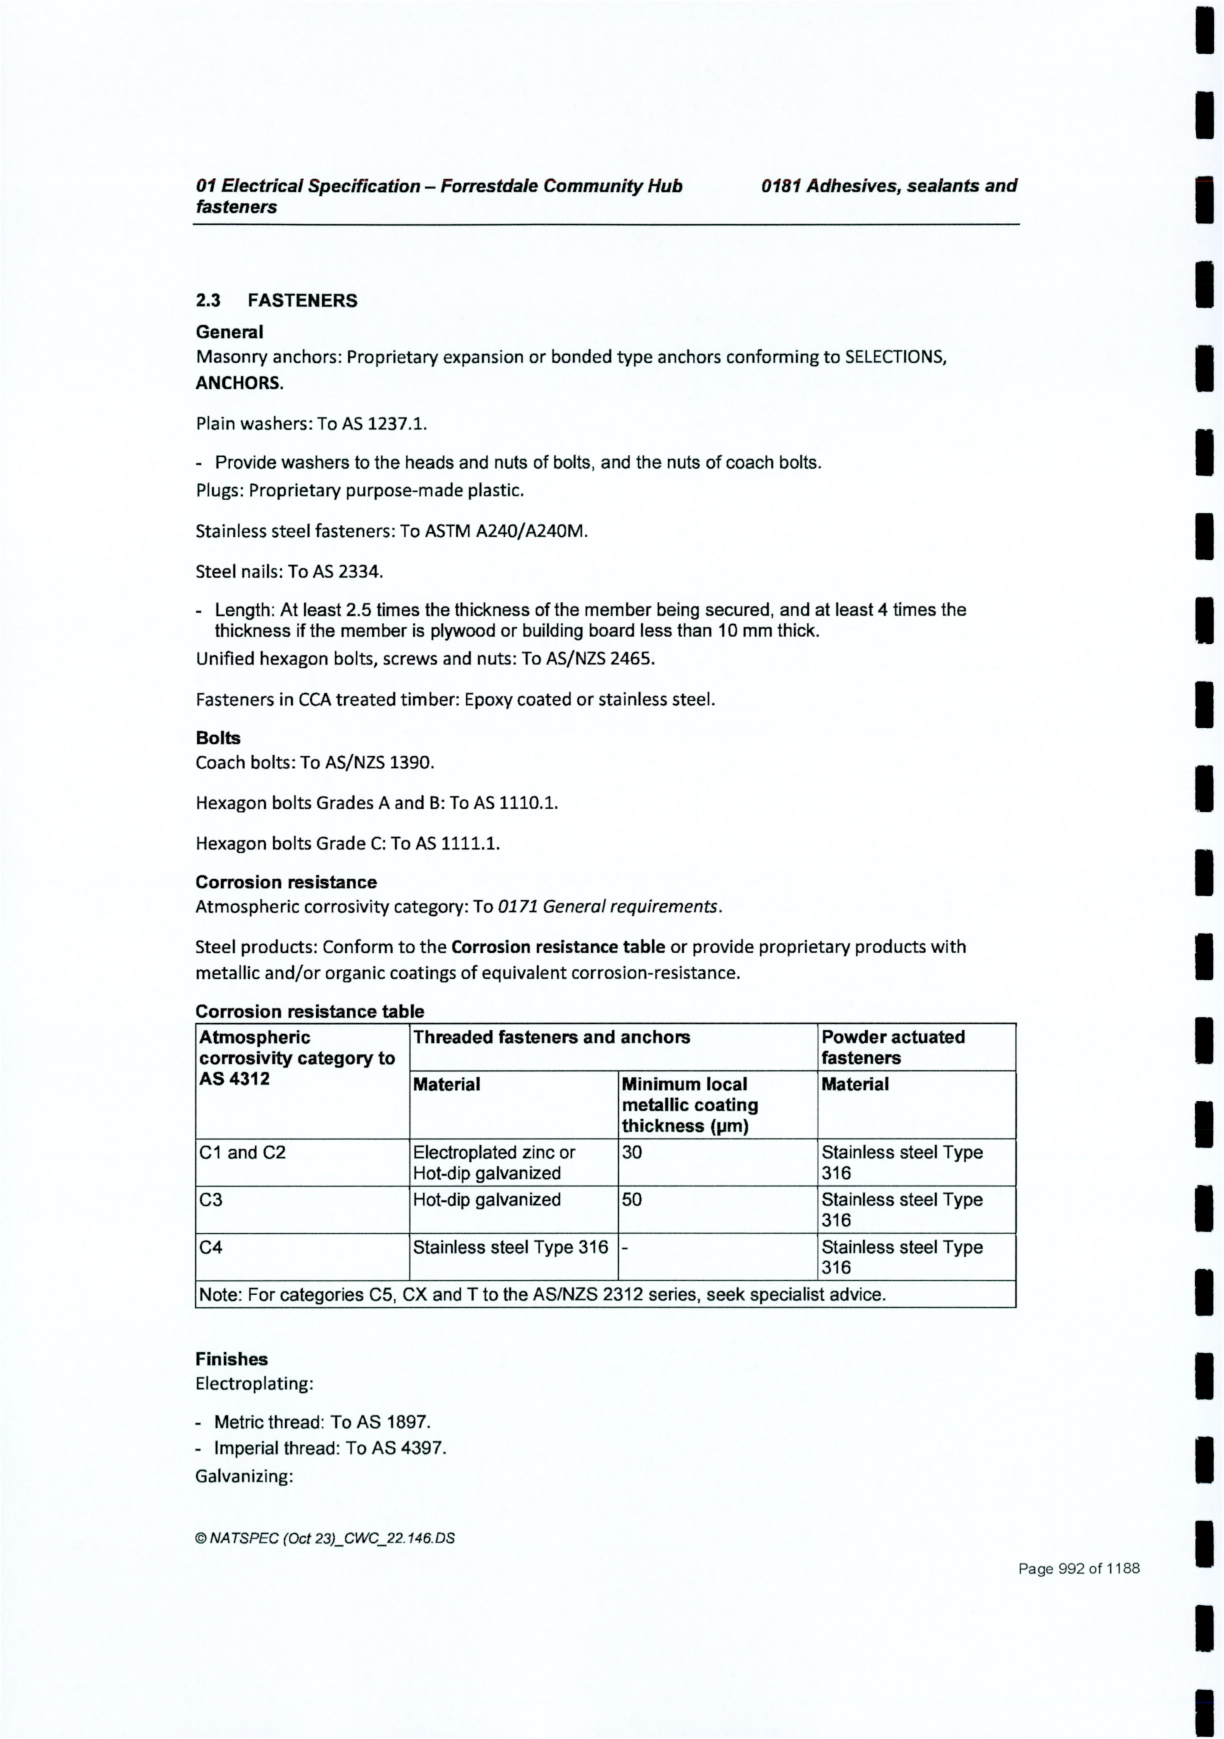 01 Electrical Specification – Forrestdale Community Hub 0181 Adhesives, sealants and
fasteners
2.3 FASTENERS
General
Masonry anchors: Proprietary expansion or bonded type anchors conforming to SELECTIONS,
ANCHORS.
Plain washers: To AS 1237.1.
- Provide washers to the heads and nuts of bolts, and the nuts of coach bolts.
Plugs: Proprietary purpose-made plastic.
Stainless steel fasteners: To ASTM A240/A240M.
Steel nails: To AS 2334.
- Length: At least 2.5 times the thickness of the member being secured, and at least 4 times the
thickness if the member is plywood or building board less than 10 mm thick.
Unified hexagon bolts, screws and nuts: To AS/NZS 2465.
Fasteners in CCA treated timber: Epoxy coated or stainless steel.
Bolts
Coach bolts: To AS/NZS 1390.
Hexagon bolts Grades A and B: To AS 1110.1.
Hexagon bolts Grade C: To AS 1111.1.
Corrosion resistance
Atmospheric corrosivity category: To 0171 General requirements.
Steel products: Conform to the Corrosion resistance table or provide proprietary products with
metallic and/or organic coatings of equivalent corrosion-resistance.
Corrosion resistance table
Atmospheric Threaded fasteners and anchors Powder actuated
corrosivity category to fasteners
AS 4312 Material Minimum local Material
metallic coating
thickness (µm)
C1 and C2 Electroplated zinc or 30 Stainless steel Type
Hot-dip galvanized 316
C3 Hot-dip galvanized 50 Stainless steel Type
316
C4 Stainless steel Type 316 - Stainless steel Type
316
Note: For categories C5, CX and T to the AS/NZS 2312 series, seek specialist advice.
Finishes
Electroplating:
- Metric thread: To AS 1897.
- Imperial thread: To AS 4397.
Galvanizing:
© NATSPEC (Oct 23)_CWC_22.146.DS
Page 992 of 1188